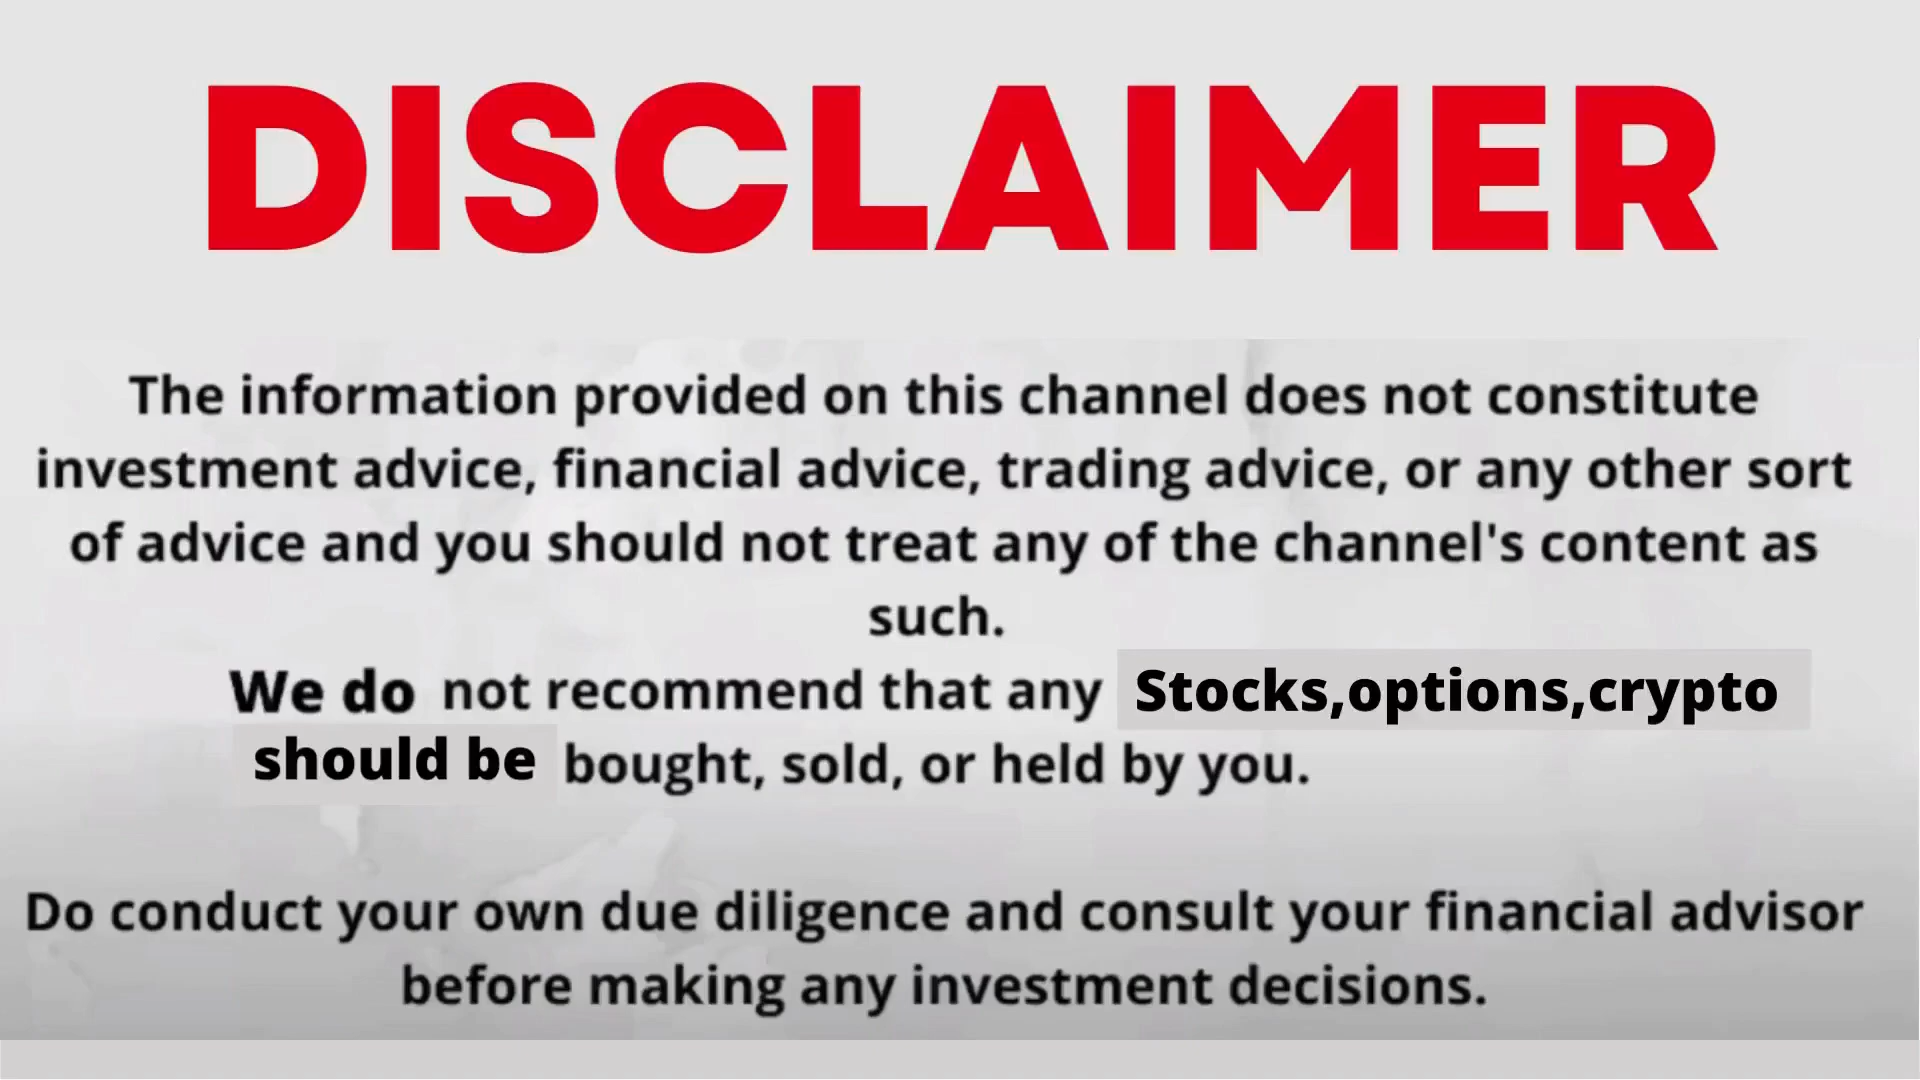 DISCLAIMER
The information provided on this channel does not constitute
investment advice, financial advice, trading advice, or any other sort
of advice and you should not treat any of the channel's content as
such.
We do not recommend that any Stocks,options,crypto
should be bought, sold, or held by you.
Do conduct your own due diligence and consult your financial advisor
before making any investment decisions.